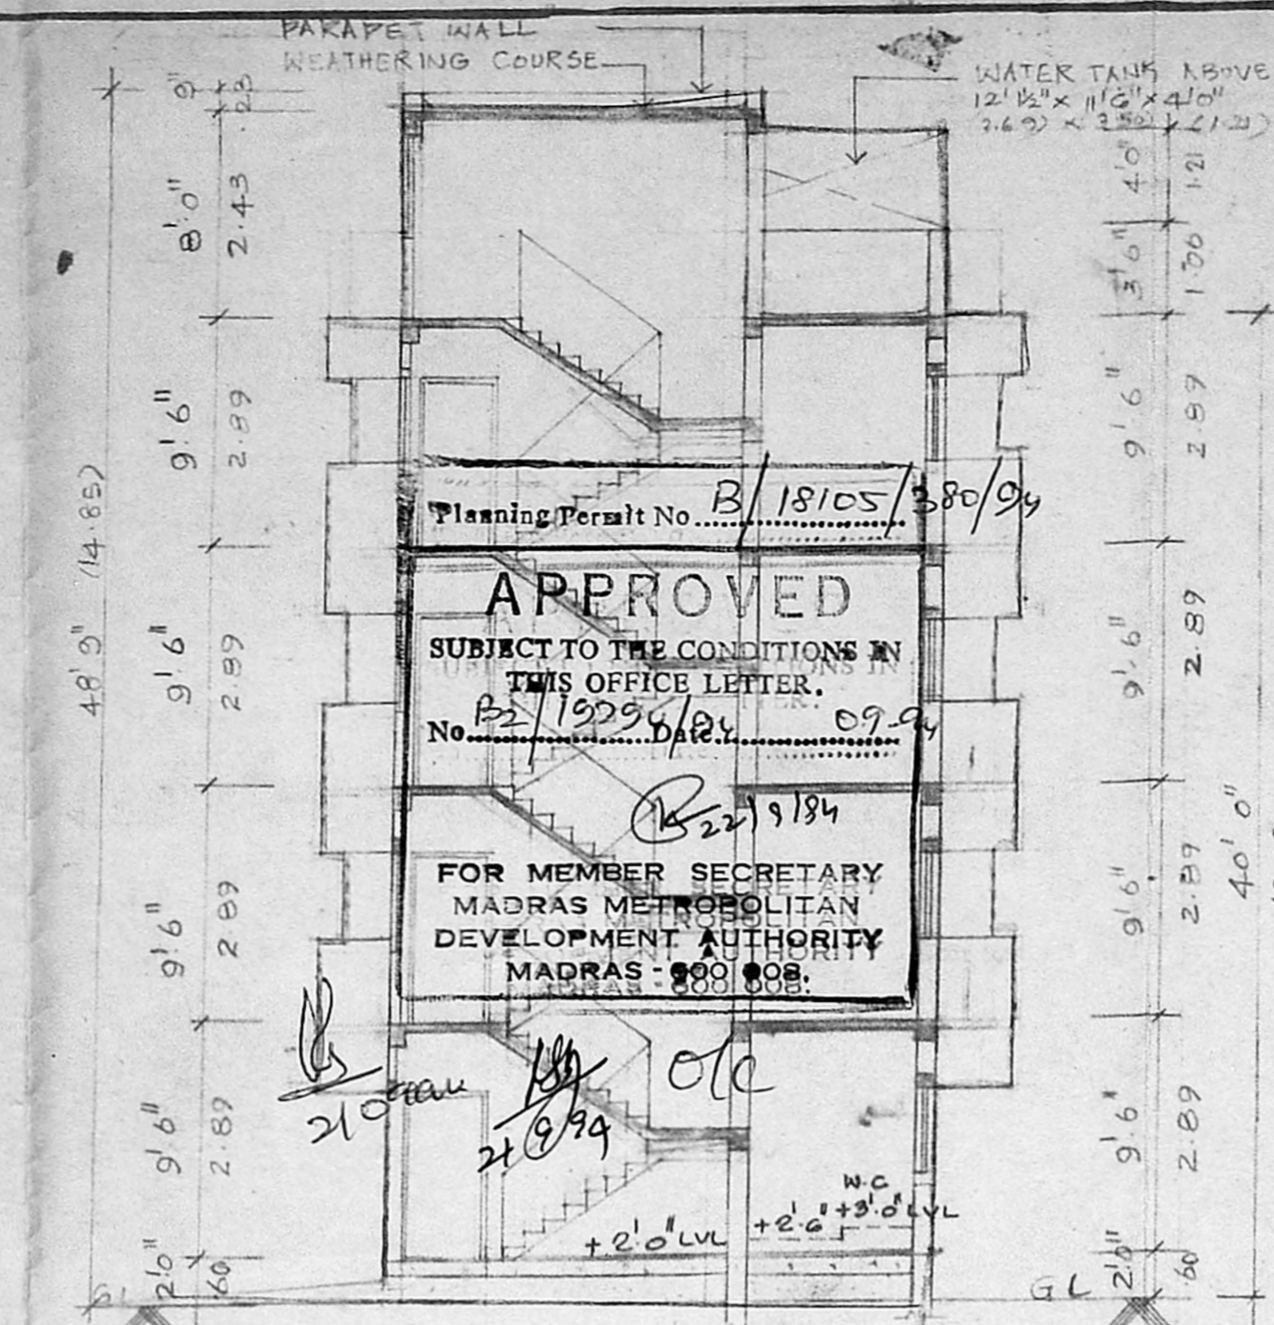 PARAPET WALL
WEATHERING COURSE
WATER TANK ABOVE
12'1½" x 11'6" x 4'0"
9"
.23
8'.0"
2.43
9'.6"
2.89
48'9" (14.85)
9'.6"
2.89
9'6"
2.89
9'6"
2.89
2'0"
60
4'0"
1.21
3'6"
1.06
9'.6"
2.89
9'.6"
2.89
9'6"
2.89
40'.0"
9'6"
2.89
2'.0"
60
Planning Permit No B/18105/380/94
APPROVED
SUBJECT TO THE CONDITIONS IN
THIS OFFICE LETTER.
No B2/ Date 09-94
22/9/94
FOR MEMBER SECRETARY
MADRAS METROPOLITAN
DEVELOPMENT AUTHORITY
MADRAS - 600 008.
O/C
21/9/94
W.C
+2'.6" +3'.0" LVL
+2'.0" LVL
GL